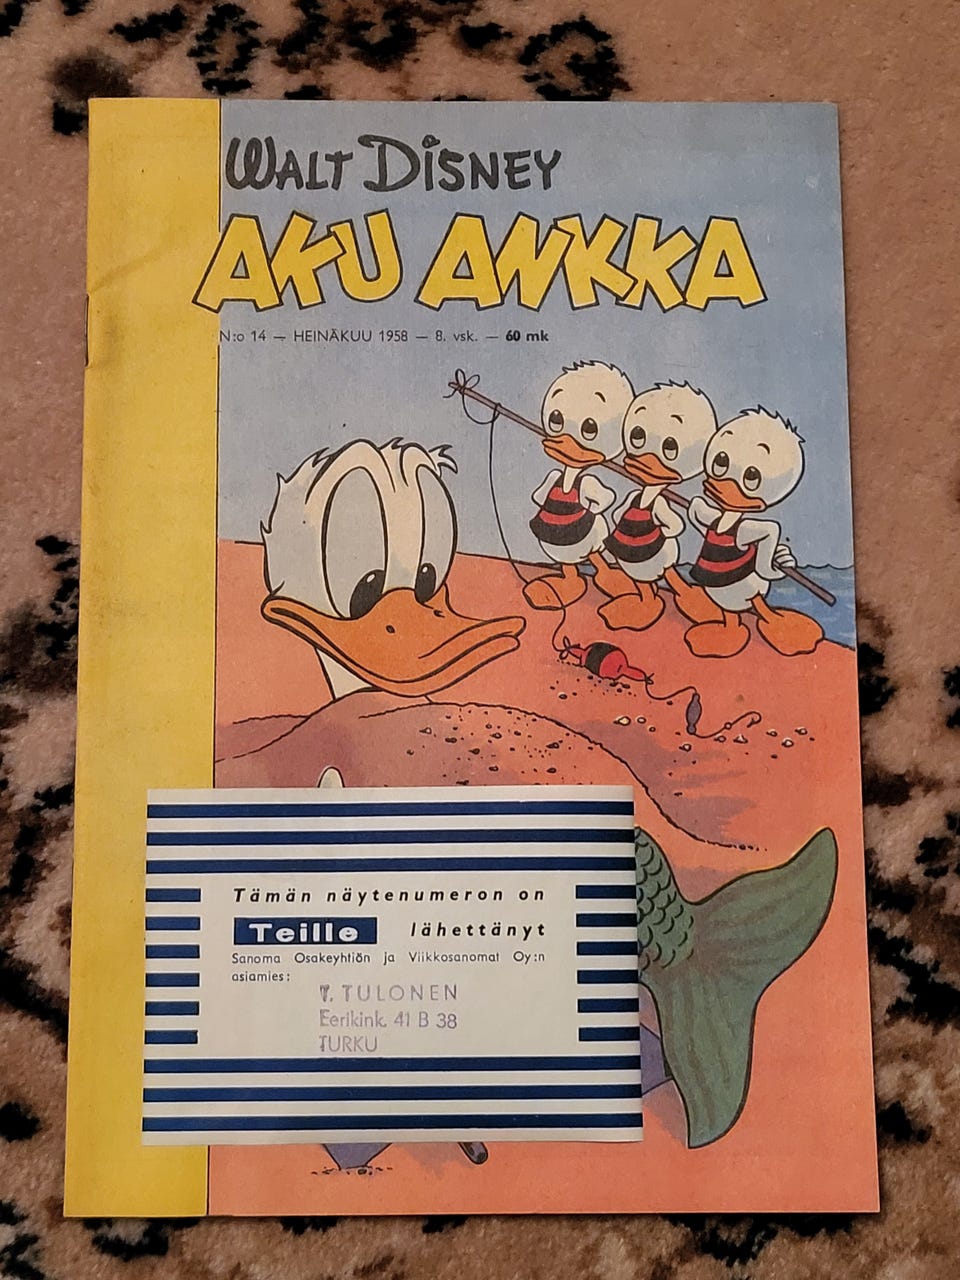 WALT DISNEY
AKU ANKKA
N:o 14 — HEINÄKUU 1958 — 8. vsk. — 60 mk
Tämän näytenumeron on
Teille lähettänyt
Sanoma Osakeyhtiön ja Viikkosanomat Oy:n
asiamies:
T. TULONEN
Eerikink. 41 B 38
TURKU